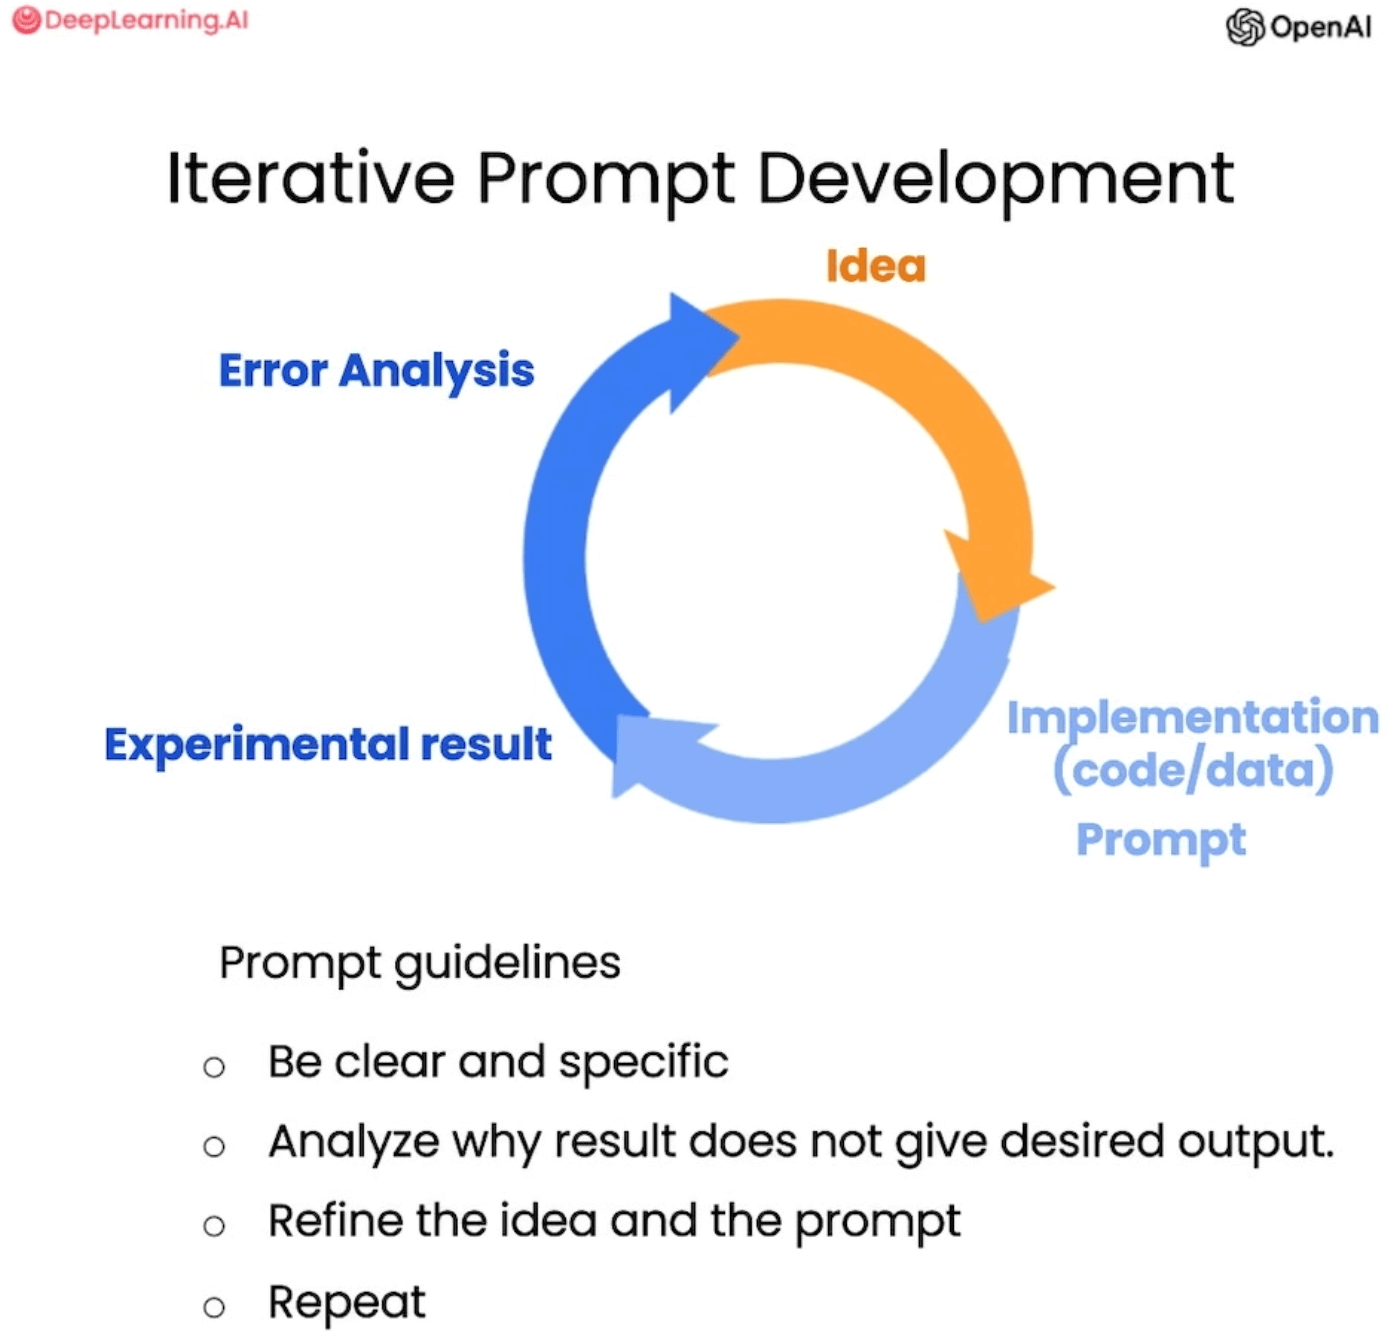 DeepLearning.AI
OpenAI
Iterative Prompt Development
Idea
Error Analysis
Experimental result
Implementation
(code/data)
Prompt
Prompt guidelines
Be clear and specific
Analyze why result does not give desired output.
Refine the idea and the prompt
Repeat